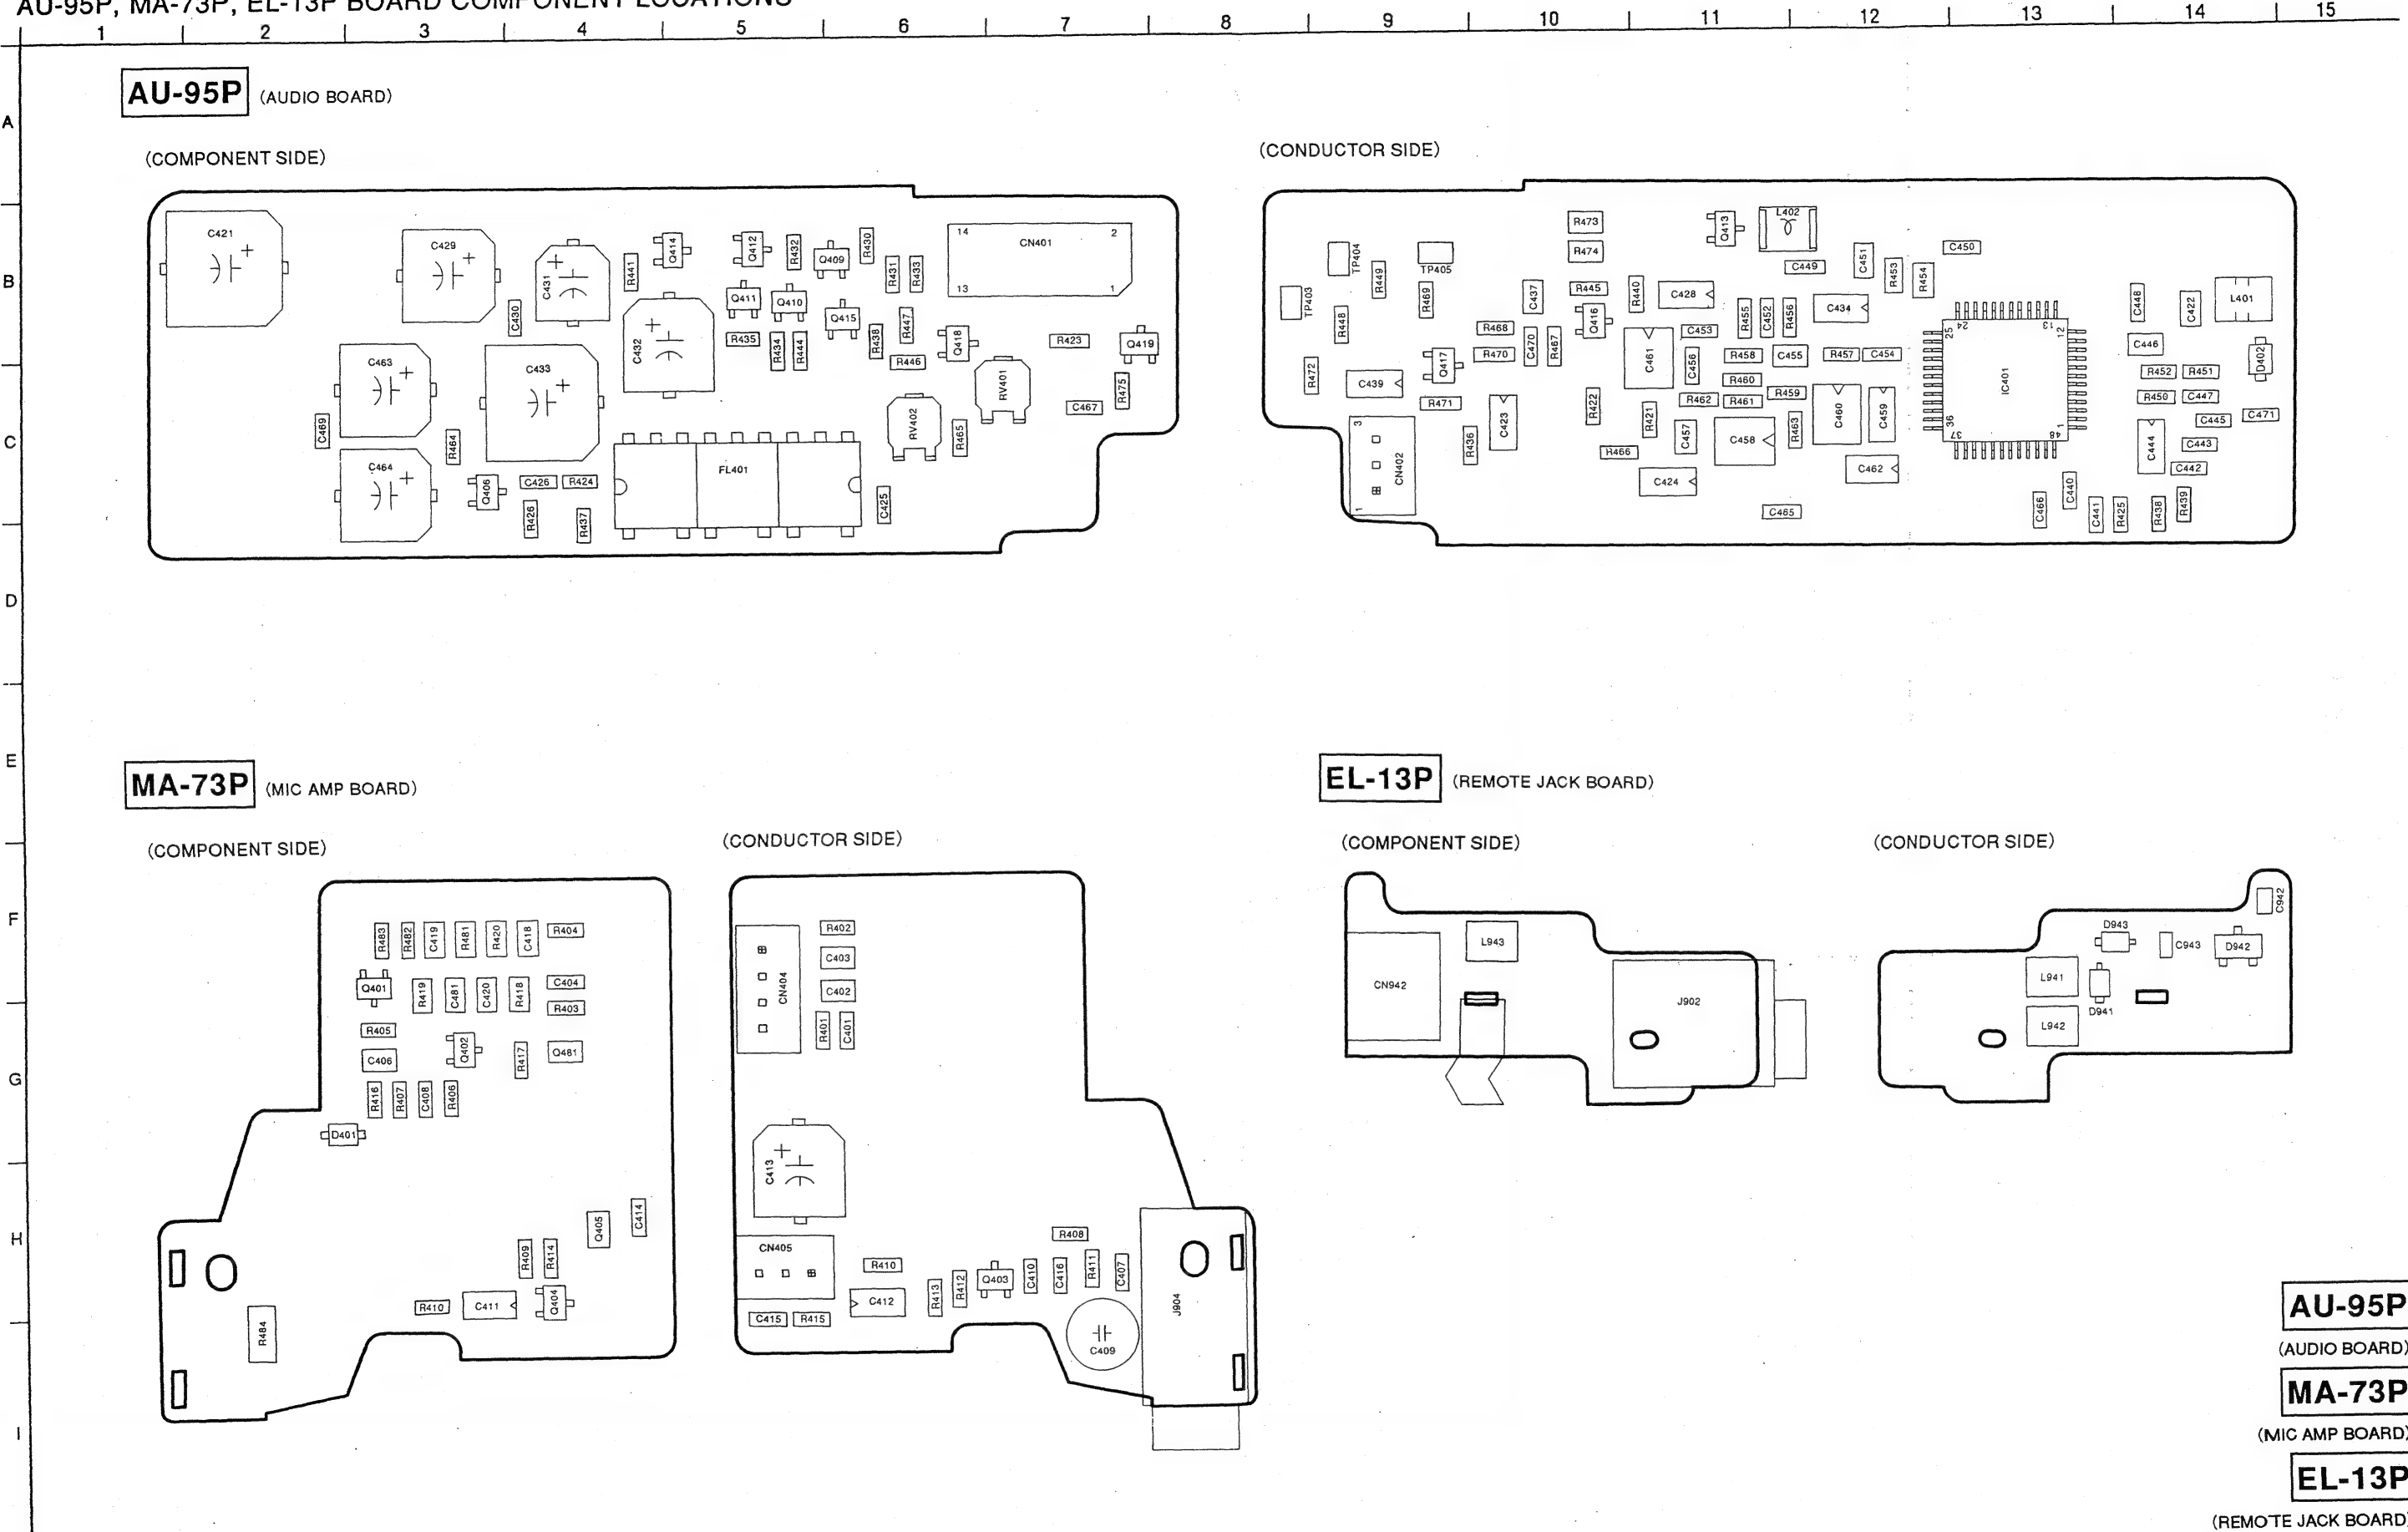 AU-95P, MA-73P, EL-13P BOARD COMPONENT LOCATIONS
1 2 3 4 5 6 7 8 9 10 11 12 13 14 15
A
B
C
D
E
F
G
H
I
AU-95P (AUDIO BOARD)
(COMPONENT SIDE)
C421
C429
C431
R441
Q414
Q412
R432
Q409
R430
R431
R433
14 CN401 2
13 1
C430
Q411
Q410
Q415
R447
C432
R435
R434
R444
R438
R446
Q418
R423
Q419
C463
C433
RV401
R475
C467
C469
R464
RV402
R465
C464
Q406
C426
R424
FL401
C425
R426
R437
(CONDUCTOR SIDE)
R473
R474
Q413
L402
C450
TP404
R449
TP405
C451
C449
R453
R454
TP403
R448
R469
C437
R445
R440
C428
C434
R455
C452
R456
C448
C422
L401
R468
Q416
C453
R470
C470
R467
C461
C456
R458
C455
R457
C454
25 24 13 12
IC401
36 37 48 1
C446
D402
R472
C439
Q417
R460
R452
R451
R471
C423
R422
R421
R462
R461
R459
C460
C459
R450
C447
C445
C471
3
CN402
1
R436
R466
C457
C458
R463
C444
C443
C424
C462
C442
C465
C466
C440
C441
R425
R438
R439
MA-73P (MIC AMP BOARD)
(COMPONENT SIDE)
R483
R482
C419
R481
R420
C418
R404
Q401
R419
C481
C420
R418
C404
R403
R405
C406
Q402
R417
Q481
R416
R407
C408
R406
D401
Q405
C414
R409
R414
R410
C411
Q404
R484
(CONDUCTOR SIDE)
R402
C403
CN404
C402
R401
C401
C413
CN405
R410
R408
R413
R412
Q403
C410
C416
R411
C407
C412
C415
R415
C409
J904
EL-13P (REMOTE JACK BOARD)
(COMPONENT SIDE)
L943
CN942
J902
(CONDUCTOR SIDE)
C942
D943
C943
D942
L941
D941
L942
AU-95P
(AUDIO BOARD)
MA-73P
(MIC AMP BOARD)
EL-13P
(REMOTE JACK BOARD)